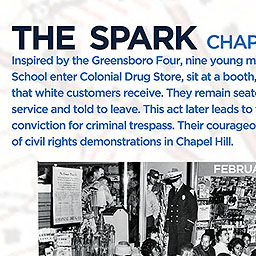 THE SPARK CHAP
Inspired by the Greensboro Four, nine young m
School enter Colonial Drug Store, sit at a booth,
that white customers receive. They remain seat
service and told to leave. This act later leads to
conviction for criminal trespass. Their courageo
of civil rights demonstrations in Chapel Hill.
FEBRUA